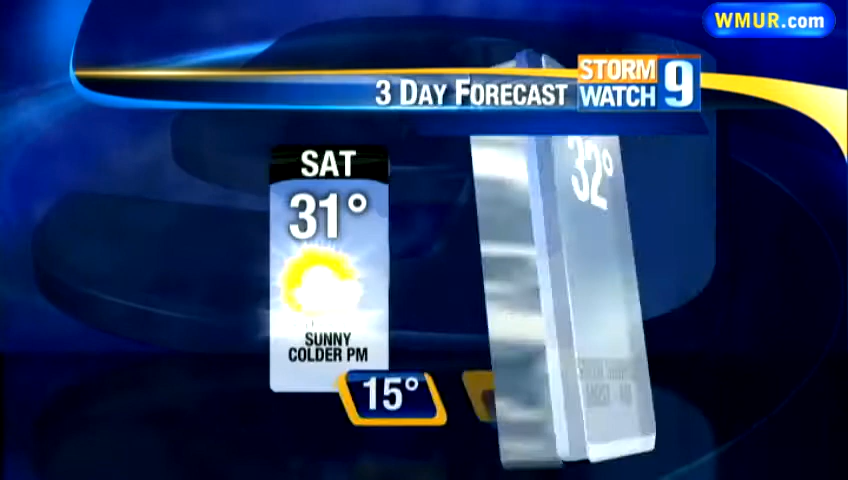 WMUR.com
3 DAY FORECAST
STORM
WATCH 9
SAT
31°
SUNNY
COLDER PM
15°
32°